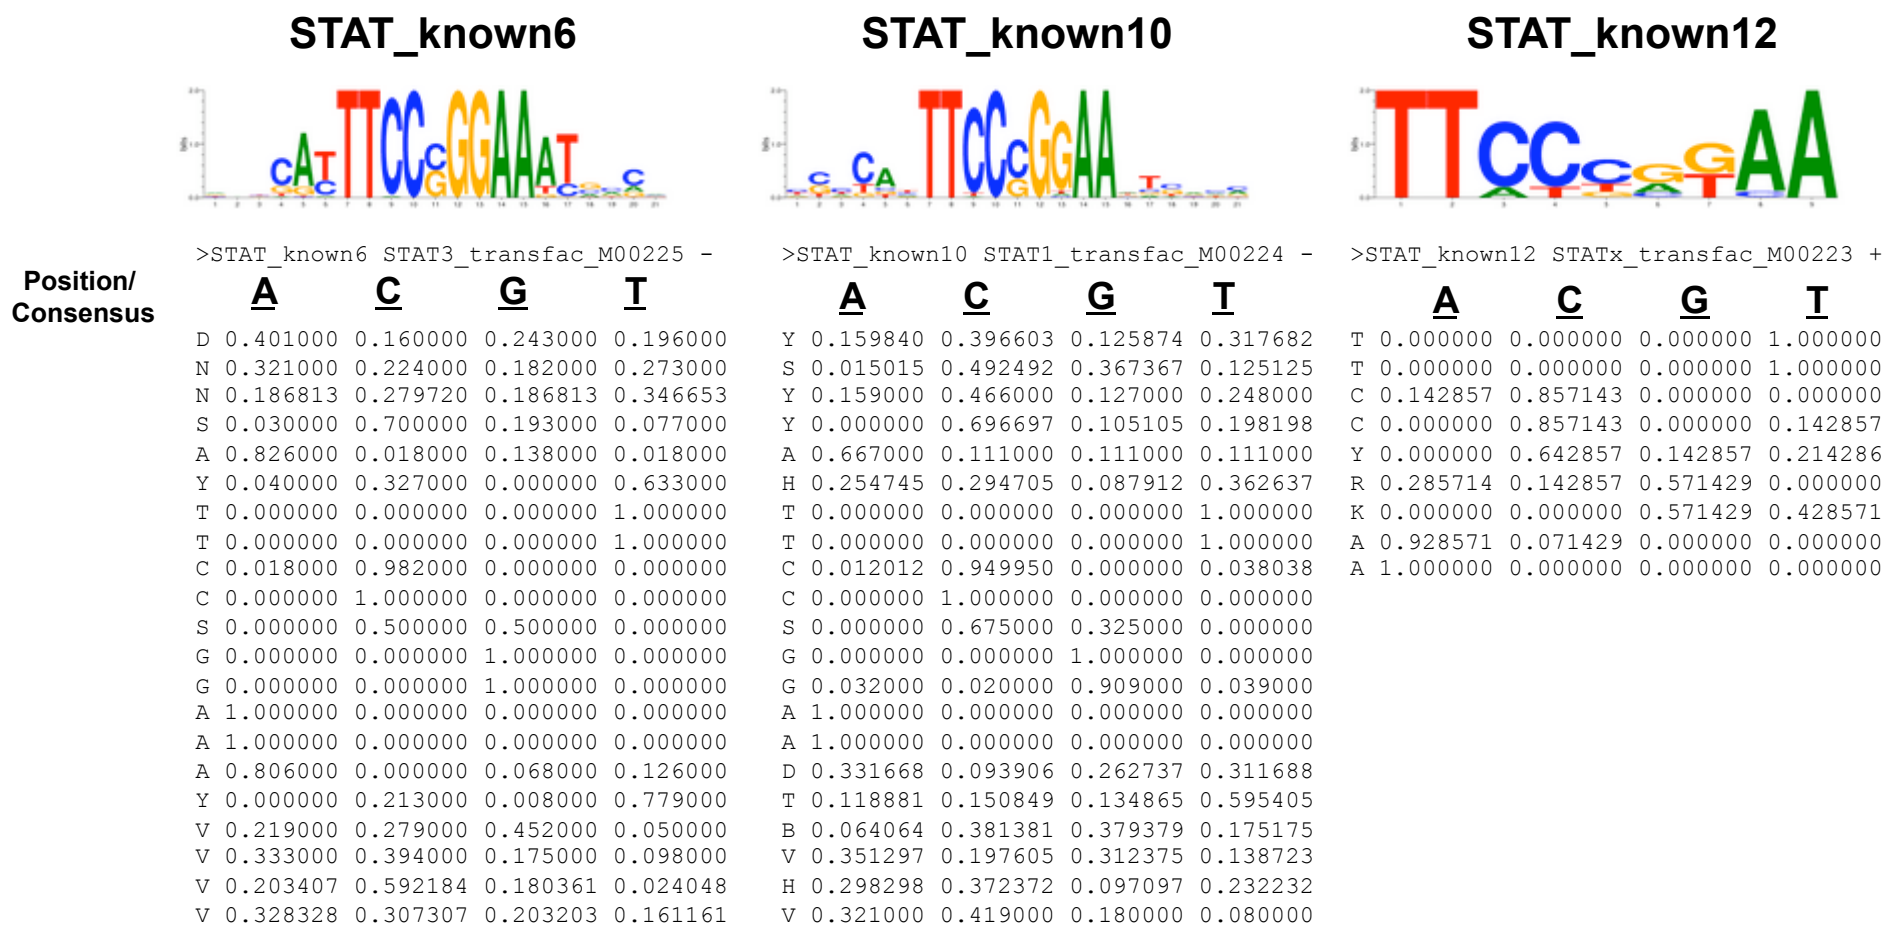 STAT_known6 STAT_known10 STAT_known12
>STAT_known6 STAT3_transfac_M00225 - >STAT_known10 STAT1_transfac_M00224 - >STATx_known12 STATx_transfac_M00223 +
Position/
Consensus
A C G T A C G T A C G T
D 0.401000 0.160000 0.243000 0.196000 Y 0.159840 0.396603 0.125874 0.317682 T 0.000000 0.000000 0.000000 1.000000
N 0.321000 0.224000 0.182000 0.273000 S 0.015015 0.492492 0.367367 0.125125 T 0.000000 0.000000 0.000000 1.000000
N 0.186813 0.279720 0.186813 0.346653 Y 0.159000 0.466000 0.127000 0.248000 C 0.142857 0.857143 0.000000 0.000000
S 0.030000 0.700000 0.193000 0.077000 Y 0.000000 0.696697 0.105105 0.198198 C 0.000000 0.857143 0.000000 0.142857
A 0.826000 0.018000 0.138000 0.018000 A 0.667000 0.111000 0.111000 0.111000 Y 0.000000 0.642857 0.142857 0.214286
Y 0.040000 0.327000 0.000000 0.633000 H 0.254745 0.294705 0.087912 0.362637 R 0.285714 0.142857 0.571429 0.000000
T 0.000000 0.000000 0.000000 1.000000 T 0.000000 0.000000 0.000000 1.000000 K 0.000000 0.000000 0.571429 0.428571
T 0.000000 0.000000 0.000000 1.000000 T 0.000000 0.000000 0.000000 1.000000 A 0.928571 0.071429 0.000000 0.000000
C 0.018000 0.982000 0.000000 0.000000 C 0.012012 0.949950 0.000000 0.038038 A 1.000000 0.000000 0.000000 0.000000
C 0.000000 1.000000 0.000000 0.000000 C 0.000000 1.000000 0.000000 0.000000
S 0.000000 0.500000 0.500000 0.000000 S 0.000000 0.675000 0.325000 0.000000
G 0.000000 0.000000 1.000000 0.000000 G 0.000000 0.000000 1.000000 0.000000
G 0.000000 0.000000 1.000000 0.000000 G 0.032000 0.020000 0.909000 0.039000
A 1.000000 0.000000 0.000000 0.000000 A 1.000000 0.000000 0.000000 0.000000
A 1.000000 0.000000 0.000000 0.000000 A 1.000000 0.000000 0.000000 0.000000
A 0.806000 0.000000 0.068000 0.126000 D 0.331668 0.093906 0.262737 0.311688
Y 0.000000 0.213000 0.008000 0.779000 T 0.118881 0.150849 0.134865 0.595405
V 0.219000 0.279000 0.452000 0.050000 B 0.064064 0.381381 0.379379 0.175175
V 0.333000 0.394000 0.175000 0.098000 V 0.351297 0.197605 0.312375 0.138723
V 0.203407 0.592184 0.180361 0.024048 H 0.298298 0.372372 0.097097 0.232232
V 0.328328 0.307307 0.203203 0.161161 V 0.321000 0.419000 0.180000 0.080000